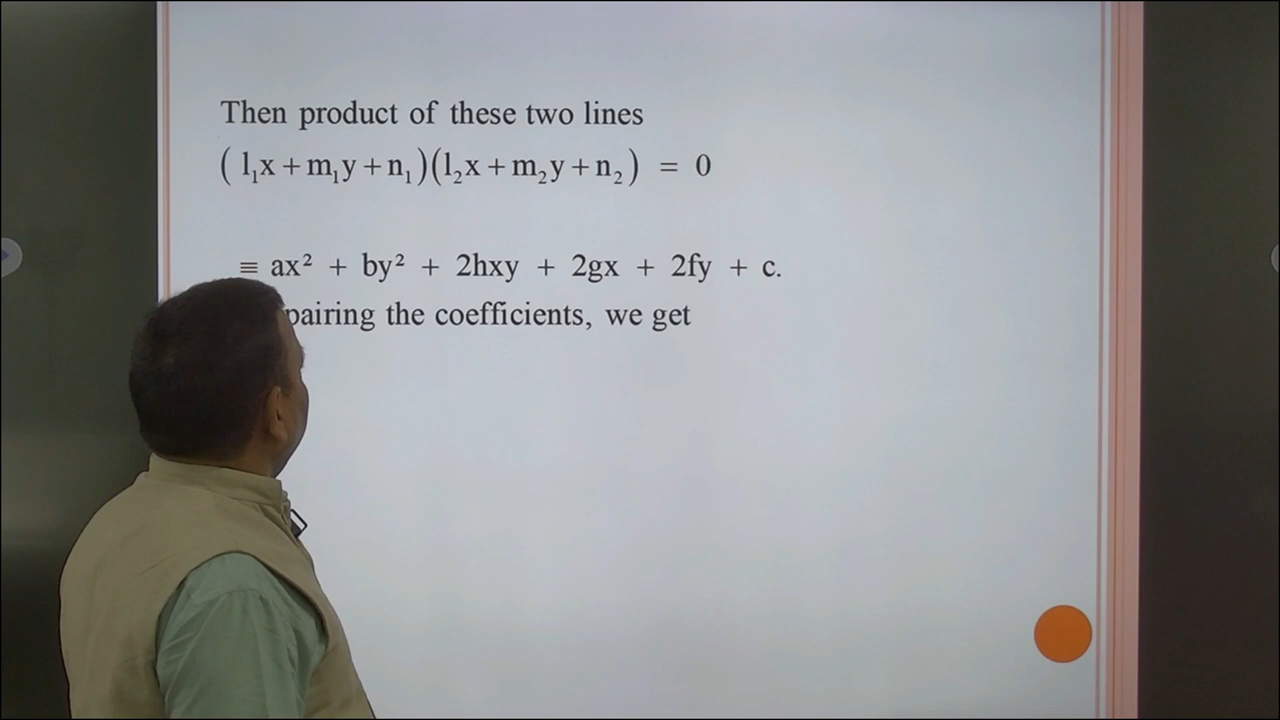 Then product of these two lines
( l₁x + m₁y + n₁ )( l₂x + m₂y + n₂ ) = 0
≡ ax² + by² + 2hxy + 2gx + 2fy + c.
the coefficients, we get